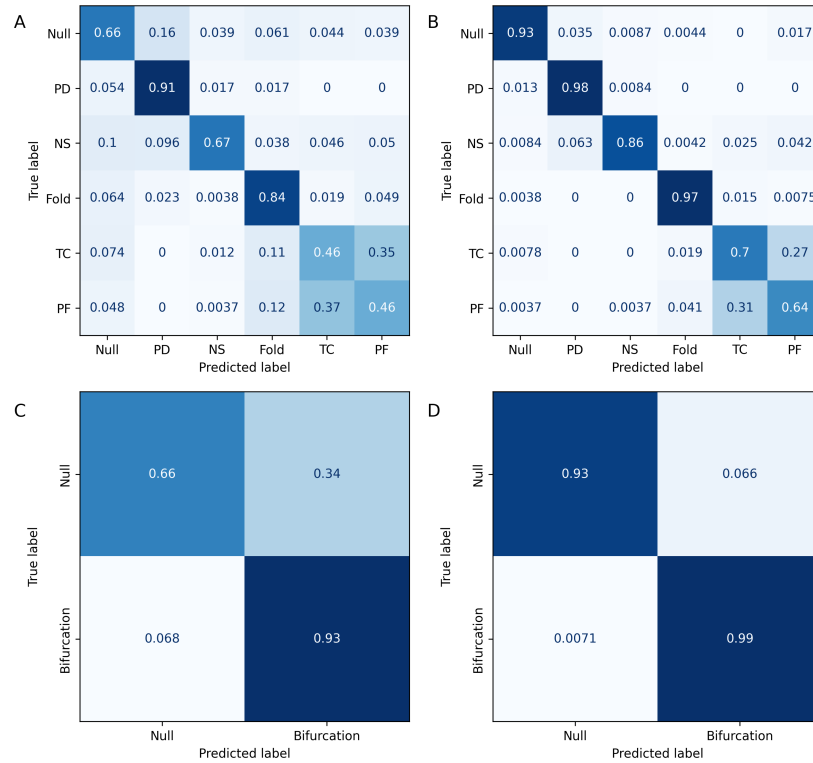 A
True label
Null 0.66 0.16 0.039 0.061 0.044 0.039
PD 0.054 0.91 0.017 0.017 0 0
NS 0.1 0.096 0.67 0.038 0.046 0.05
Fold 0.064 0.023 0.0038 0.84 0.019 0.049
TC 0.074 0 0.012 0.11 0.46 0.35
PF 0.048 0 0.0037 0.12 0.37 0.46
Null PD NS Fold TC PF
Predicted label
B
True label
Null 0.93 0.035 0.0087 0.0044 0 0.017
PD 0.013 0.98 0.0084 0 0 0
NS 0.0084 0.063 0.86 0.0042 0.025 0.042
Fold 0.0038 0 0 0.97 0.015 0.0075
TC 0.0078 0 0 0.019 0.7 0.27
PF 0.0037 0 0.0037 0.041 0.31 0.64
Null PD NS Fold TC PF
Predicted label
C
True label
Null 0.66 0.34
Bifurcation 0.068 0.93
Null Bifurcation
Predicted label
D
True label
Null 0.93 0.066
Bifurcation 0.0071 0.99
Null Bifurcation
Predicted label